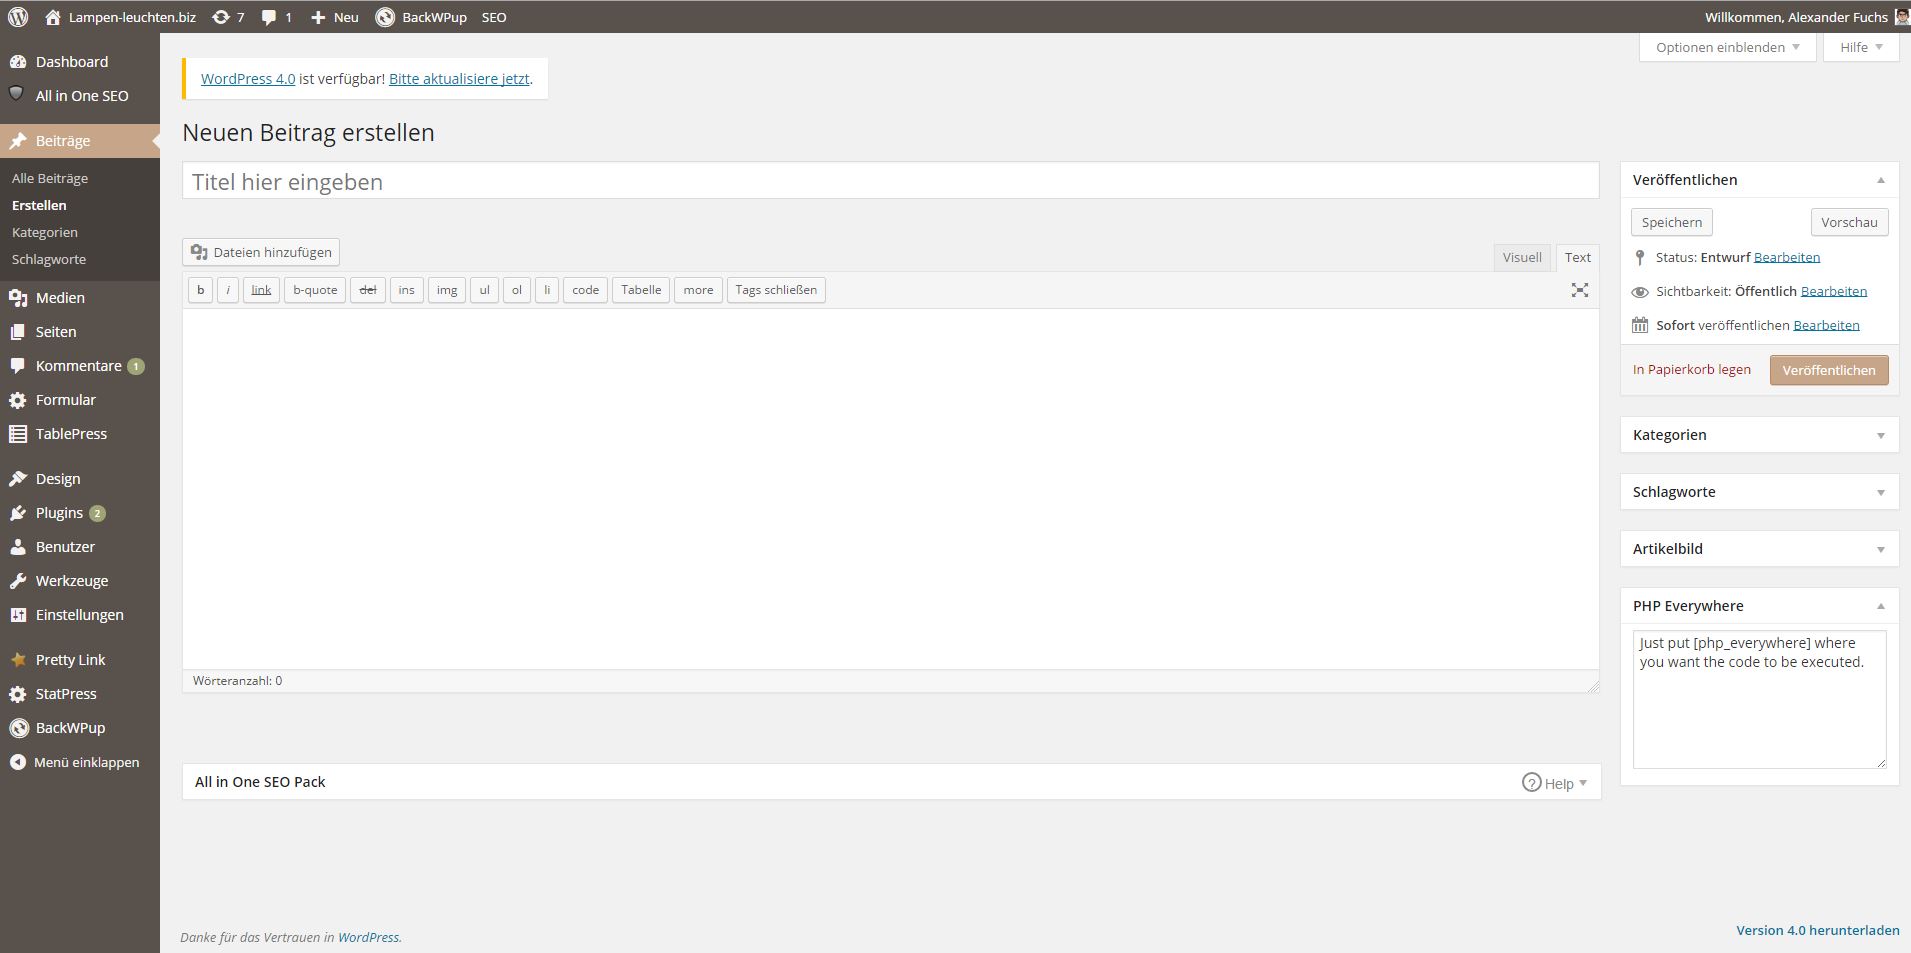 Lampen-leuchten.biz 7 1 Neu BackWPup SEO Willkommen, Alexander Fuchs
Optionen einblenden Hilfe
Dashboard
All in One SEO
Beiträge
Alle Beiträge
Erstellen
Kategorien
Schlagworte
Medien
Seiten
Kommentare 1
Formular
TablePress
Design
Plugins 2
Benutzer
Werkzeuge
Einstellungen
Pretty Link
StatPress
BackWPup
Menü einklappen
WordPress 4.0 ist verfügbar! Bitte aktualisiere jetzt.
Neuen Beitrag erstellen
Titel hier eingeben
Dateien hinzufügen
Visuell Text
b i link b-quote del ins img ul ol li code Tabelle more Tags schließen
Wörteranzahl: 0
All in One SEO Pack
? Help
Veröffentlichen
Speichern Vorschau
Status: Entwurf Bearbeiten
Sichtbarkeit: Öffentlich Bearbeiten
Sofort veröffentlichen Bearbeiten
In Papierkorb legen Veröffentlichen
Kategorien
Schlagworte
Artikelbild
PHP Everywhere
Just put [php_everywhere] where
you want the code to be executed.
Danke für das Vertrauen in WordPress.
Version 4.0 herunterladen